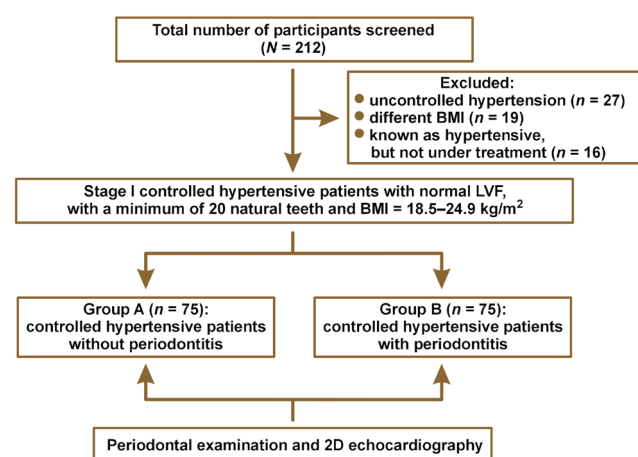 Total number of participants screened
(N = 212)
Excluded:
● uncontrolled hypertension (n = 27)
● different BMI (n = 19)
● known as hypertensive,
but not under treatment (n = 16)
Stage I controlled hypertensive patients with normal LVF,
with a minimum of 20 natural teeth and BMI = 18.5–24.9 kg/m²
Group A (n = 75):
controlled hypertensive patients
without periodontitis
Group B (n = 75):
controlled hypertensive patients
with periodontitis
Periodontal examination and 2D echocardiography